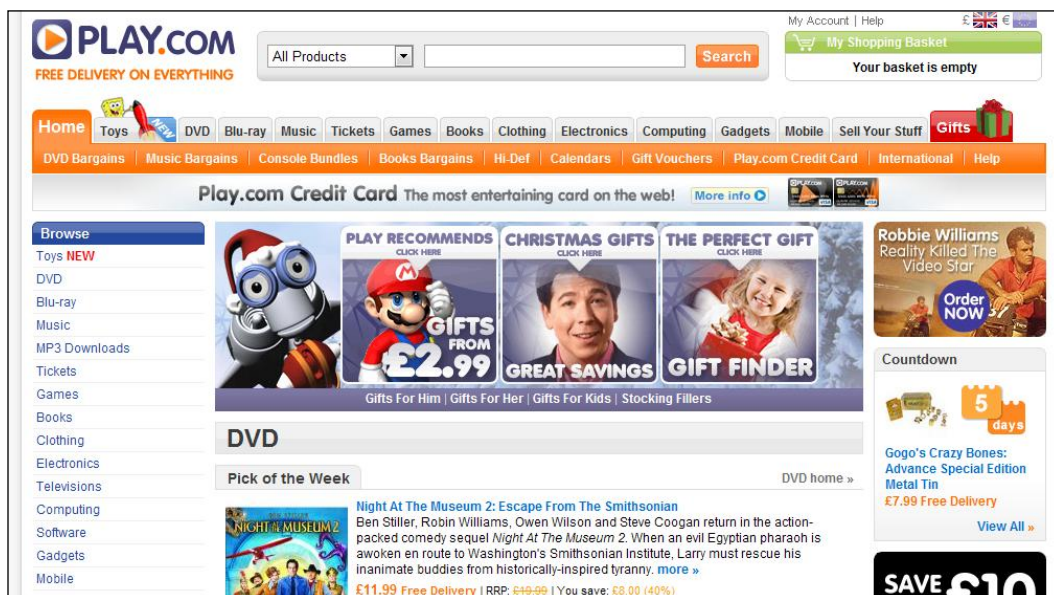 PLAY.COM
FREE DELIVERY ON EVERYTHING
All Products
Search
My Account | Help
£ €
My Shopping Basket
Your basket is empty
Home Toys NEW DVD Blu-ray Music Tickets Games Books Clothing Electronics Computing Gadgets Mobile Sell Your Stuff Gifts
DVD Bargains | Music Bargains | Console Bundles | Books Bargains | Hi-Def | Calendars | Gift Vouchers | Play.com Credit Card | International | Help
Play.com Credit Card The most entertaining card on the web! More info
Browse
Toys NEW
DVD
Blu-ray
Music
MP3 Downloads
Tickets
Games
Books
Clothing
Electronics
Televisions
Computing
Software
Gadgets
Mobile
PLAY RECOMMENDS
CLICK HERE
GIFTS
FROM
£2.99
CHRISTMAS GIFTS
CLICK HERE
GREAT SAVINGS
THE PERFECT GIFT
CLICK HERE
GIFT FINDER
Gifts For Him | Gifts For Her | Gifts For Kids | Stocking Fillers
DVD
Pick of the Week
DVD home »
NIGHT AT THE MUSEUM 2
Night At The Museum 2: Escape From The Smithsonian
Ben Stiller, Robin Williams, Owen Wilson and Steve Coogan return in the action-
packed comedy sequel Night At The Museum 2. When an evil Egyptian pharaoh is
awoken en route to Washington's Smithsonian Institute, Larry must rescue his
inanimate buddies from historically-inspired tyranny. more »
£11.99 Free Delivery | RRP: £19.99 | You save: £8.00 (40%)
Robbie Williams
Reality Killed The
Video Star
Order
NOW
Countdown
5
days
Gogo's Crazy Bones:
Advance Special Edition
Metal Tin
£7.99 Free Delivery
View All »
SAVE £10